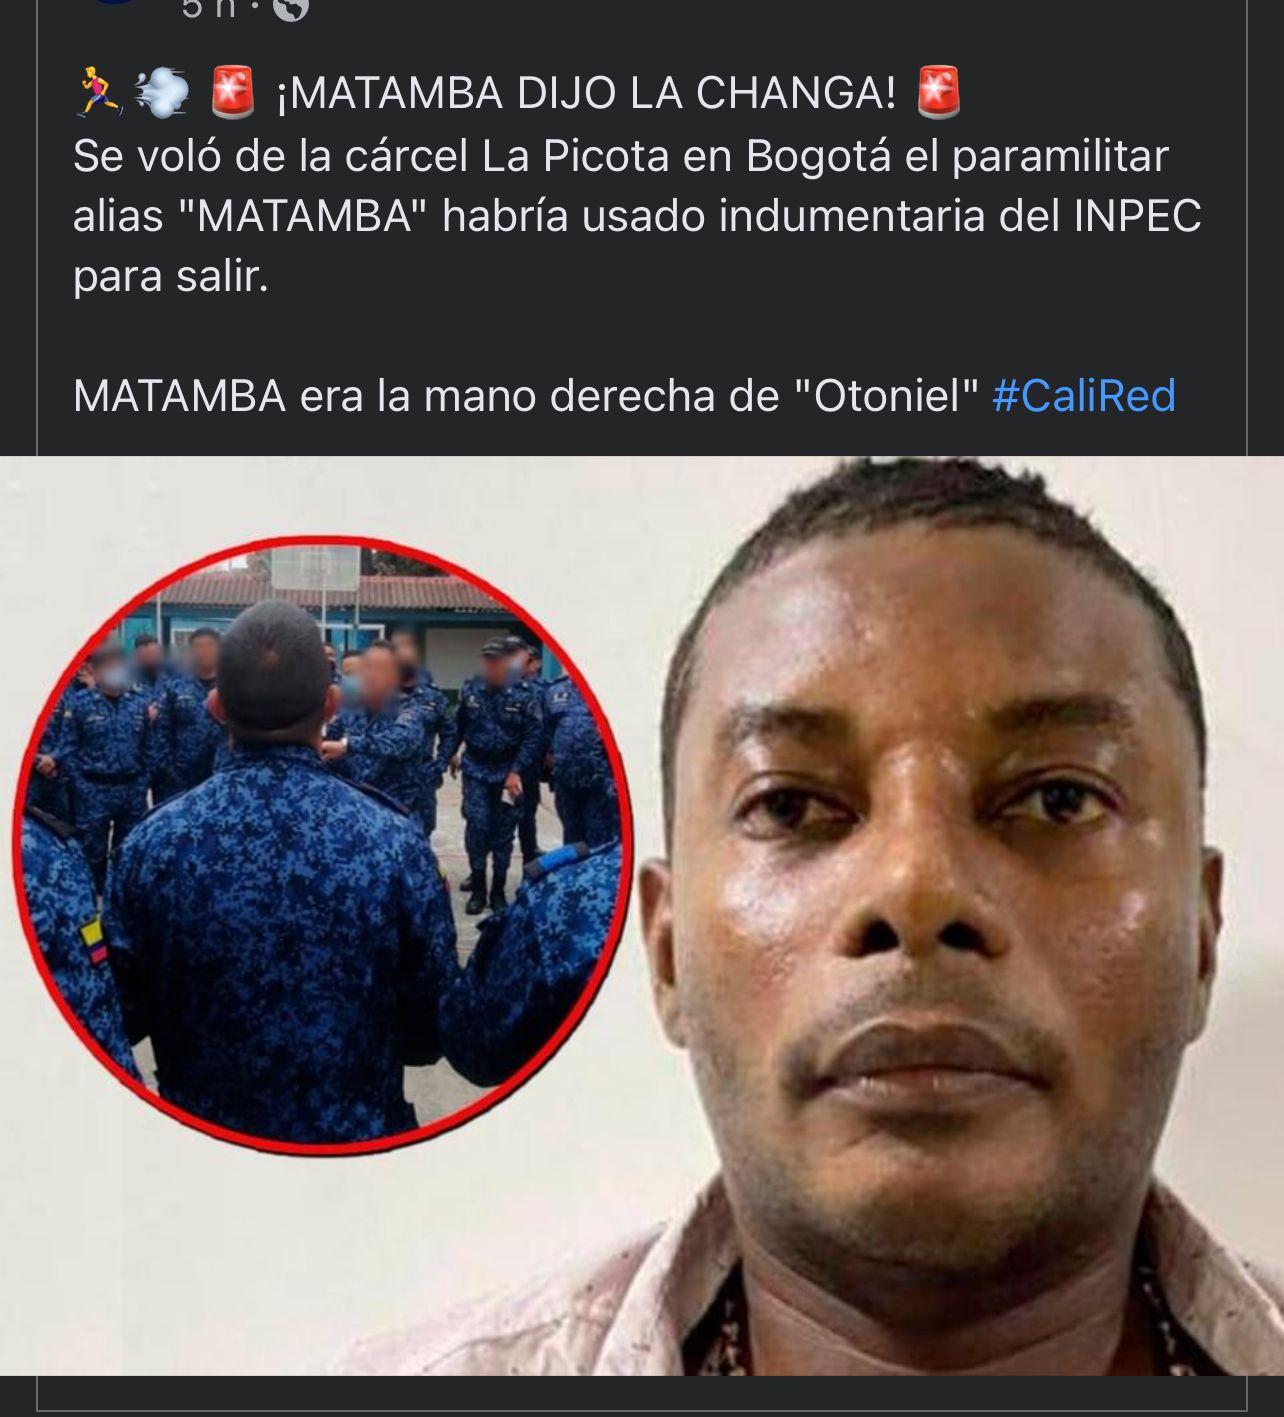 5 h ·
🏃💨 🚨 ¡MATAMBA DIJO LA CHANGA! 🚨
Se voló de la cárcel La Picota en Bogotá el paramilitar
alias "MATAMBA" habría usado indumentaria del INPEC
para salir.
MATAMBA era la mano derecha de "Otoniel" #CaliRed